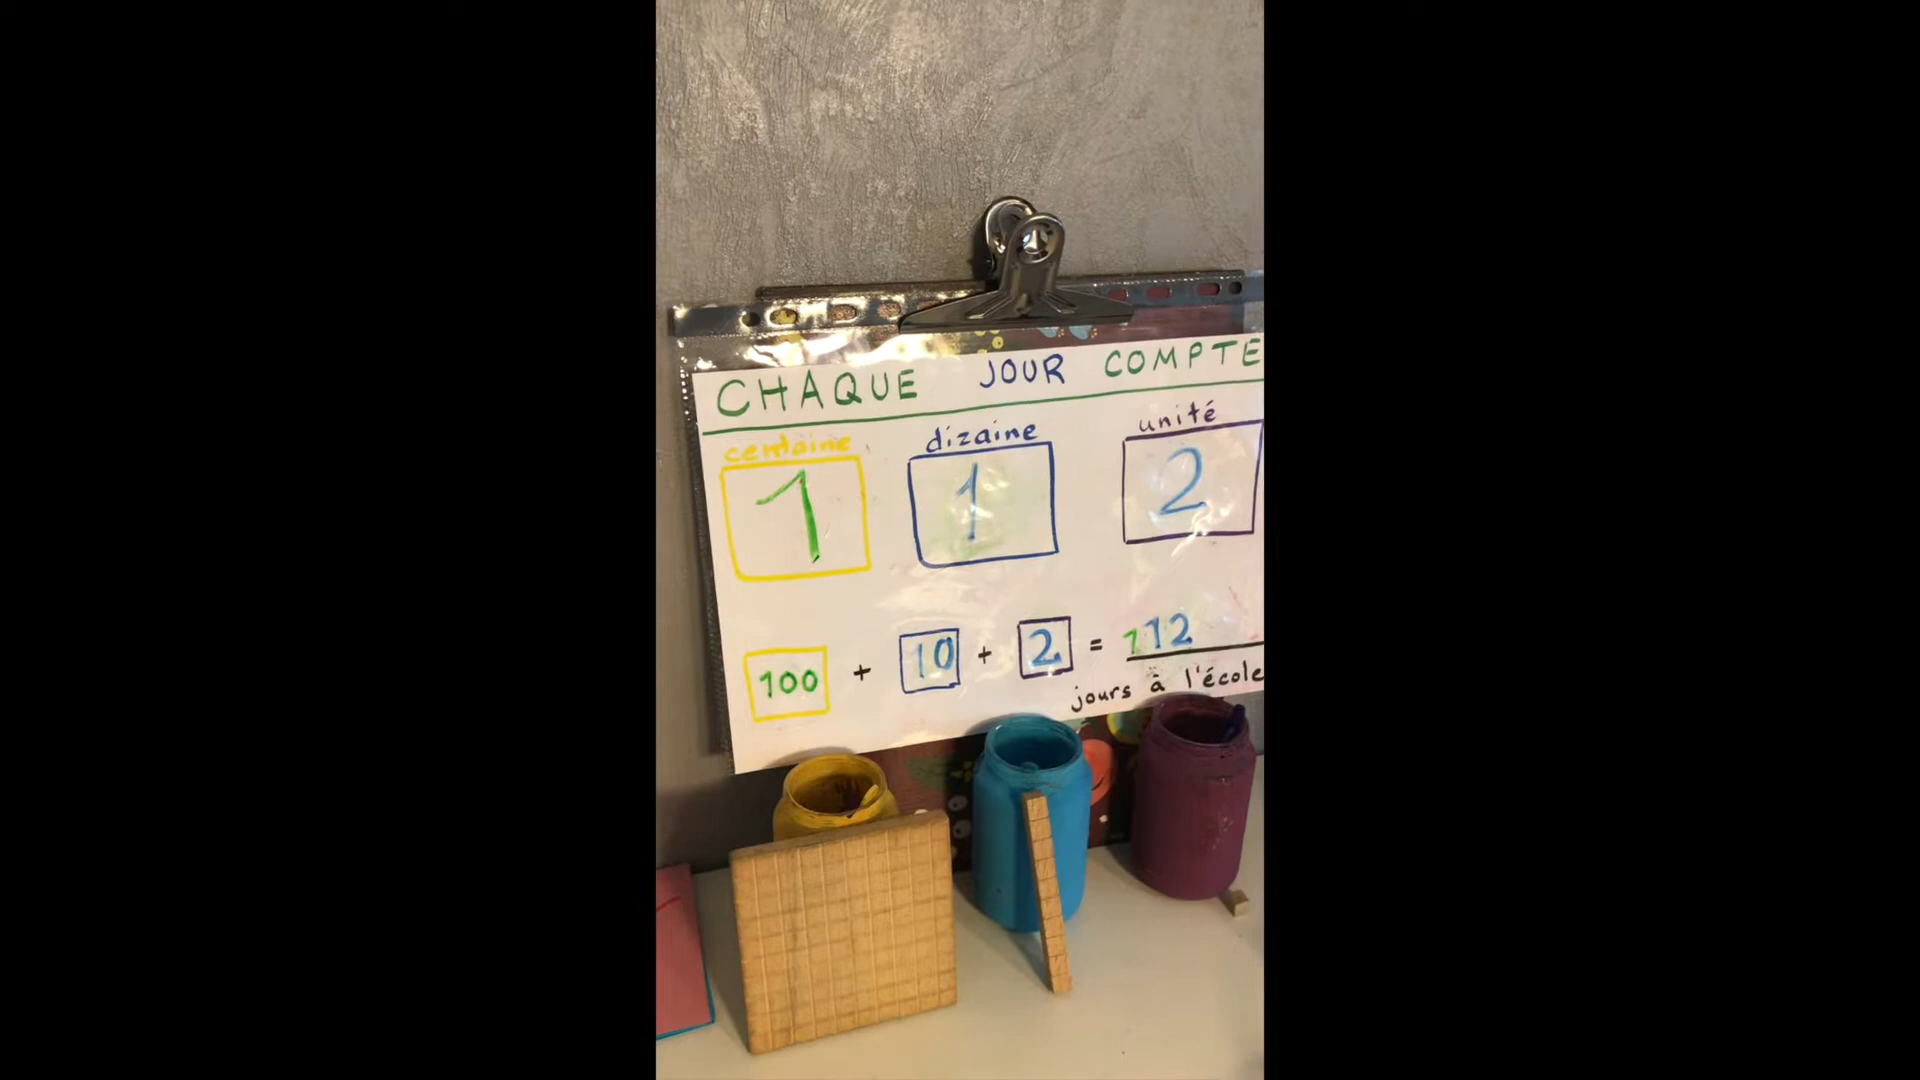 CHAQUE JOUR COMPTE
centaine dizaine unité
1 1 2
100 + 10 + 2 = 112
jours à l'école